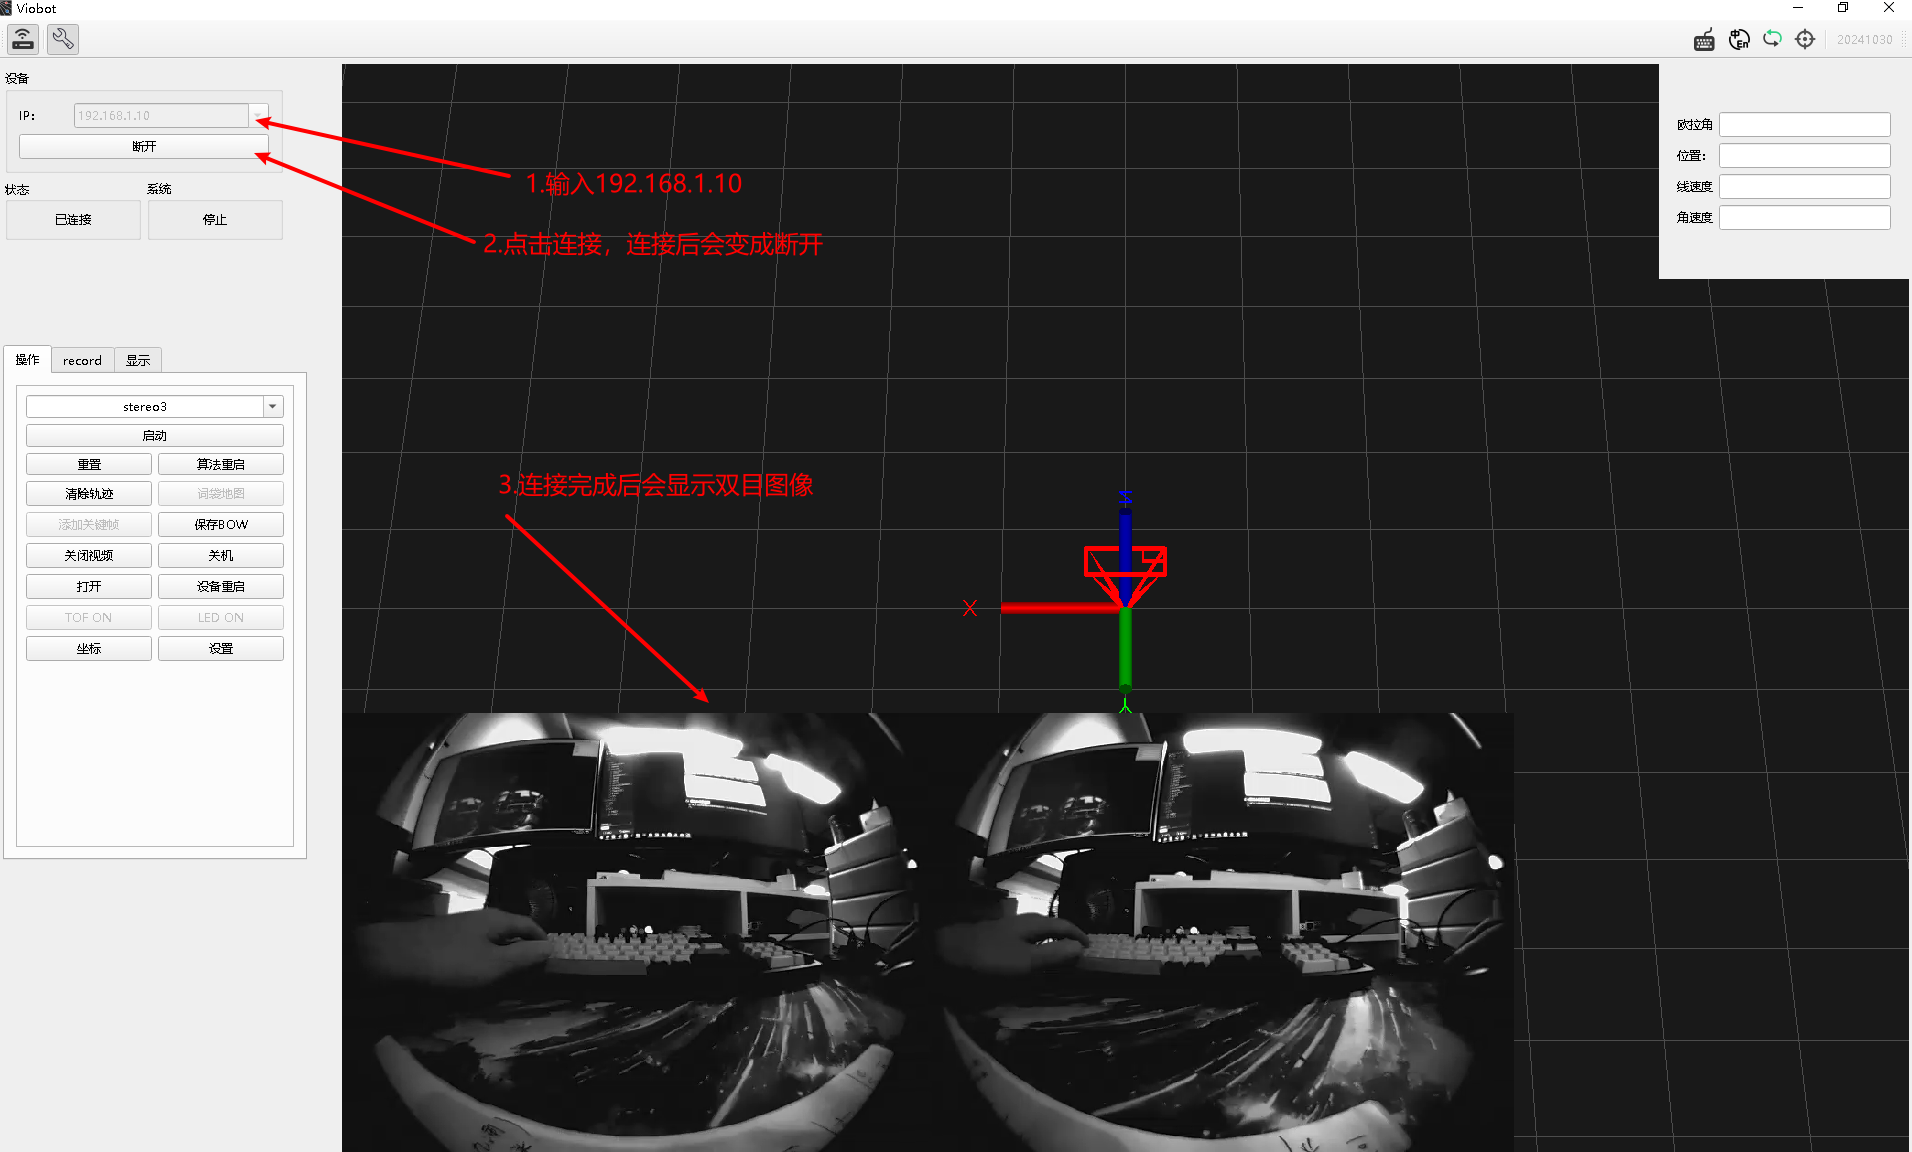 Viobot
20241030
设备
IP:
192.168.1.10
断开
状态
系统
已连接
停止
1.输入192.168.1.10
2.点击连接，连接后会变成断开
欧拉角
位置:
线速度
角速度
操作
record
显示
stereo3
启动
重置
算法重启
清除轨迹
词袋地图
添加关键帧
保存BOW
关闭视频
关机
打开
设备重启
TOF ON
LED ON
坐标
设置
3.连接完成后会显示双目图像
X
Y